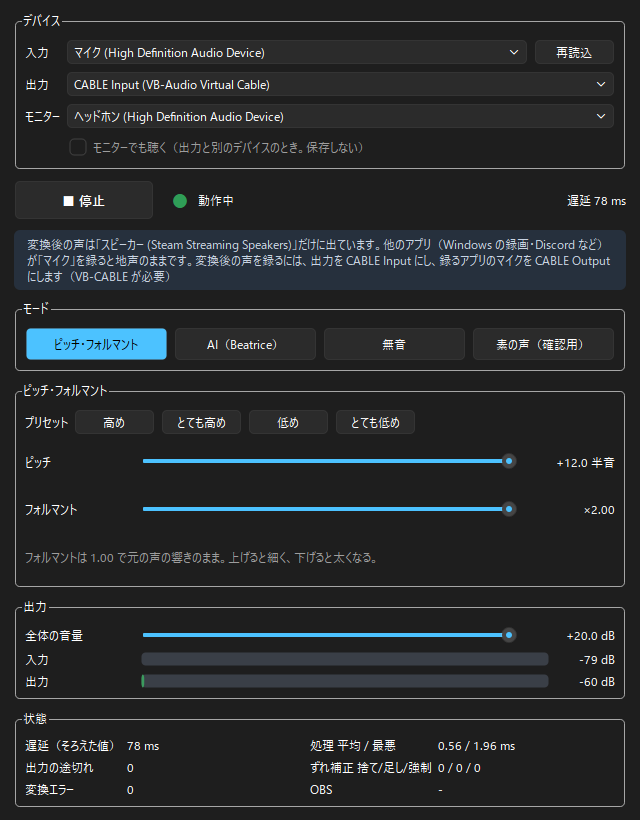 デバイス
入力 マイク (High Definition Audio Device) 再読込
出力 CABLE Input (VB-Audio Virtual Cable)
モニター ヘッドホン (High Definition Audio Device)
モニターでも聴く（出力と別のデバイスのとき。保存しない）
■ 停止 動作中 遅延 78 ms
変換後の声は「スピーカー (Steam Streaming Speakers)」だけに出ています。他のアプリ（Windows の録画・Discord など）
が「マイク」を録ると地声のままです。変換後の声を録るには、出力を CABLE Input にし、録るアプリのマイクを CABLE Output
にします（VB-CABLE が必要）
モード
ピッチ・フォルマント AI（Beatrice） 無音 素の声（確認用）
ピッチ・フォルマント
プリセット 高め とても高め 低め とても低め
ピッチ +12.0 半音
フォルマント ×2.00
フォルマントは 1.00 で元の声の響きのまま。上げると細く、下げると太くなる。
出力
全体の音量 +20.0 dB
入力 -79 dB
出力 -60 dB
状態
遅延（そろえた値） 78 ms 処理 平均 / 最悪 0.56 / 1.96 ms
出力の途切れ 0 ずれ補正 捨て/足し/強制 0 / 0 / 0
変換エラー 0 OBS -